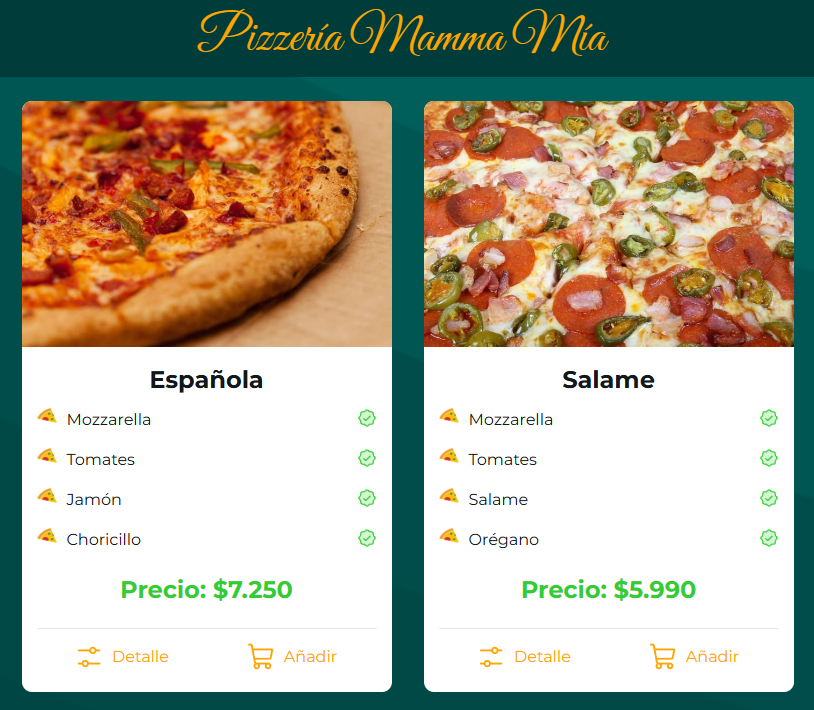 Pizzería Mamma Mía
Española
Mozzarella
Tomates
Jamón
Choricillo
Precio: $7.250
Detalle
Añadir
Salame
Mozzarella
Tomates
Salame
Orégano
Precio: $5.990
Detalle
Añadir